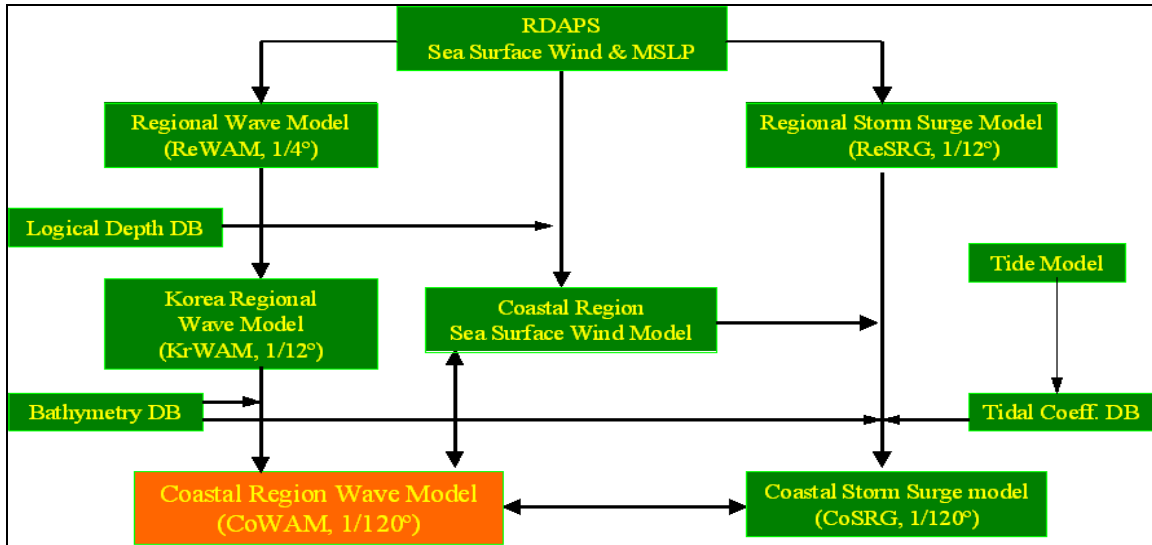 RDAPS
Sea Surface Wind & MSLP
Regional Wave Model
(ReWAM, 1/4°)
Regional Storm Surge Model
(ReSRG, 1/12°)
Logical Depth DB
Tide Model
Korea Regional
Wave Model
(KrWAM, 1/12°)
Coastal Region
Sea Surface Wind Model
Bathymetry DB
Tidal Coeff. DB
Coastal Region Wave Model
(CoWAM, 1/120°)
Coastal Storm Surge model
(CoSRG, 1/120°)